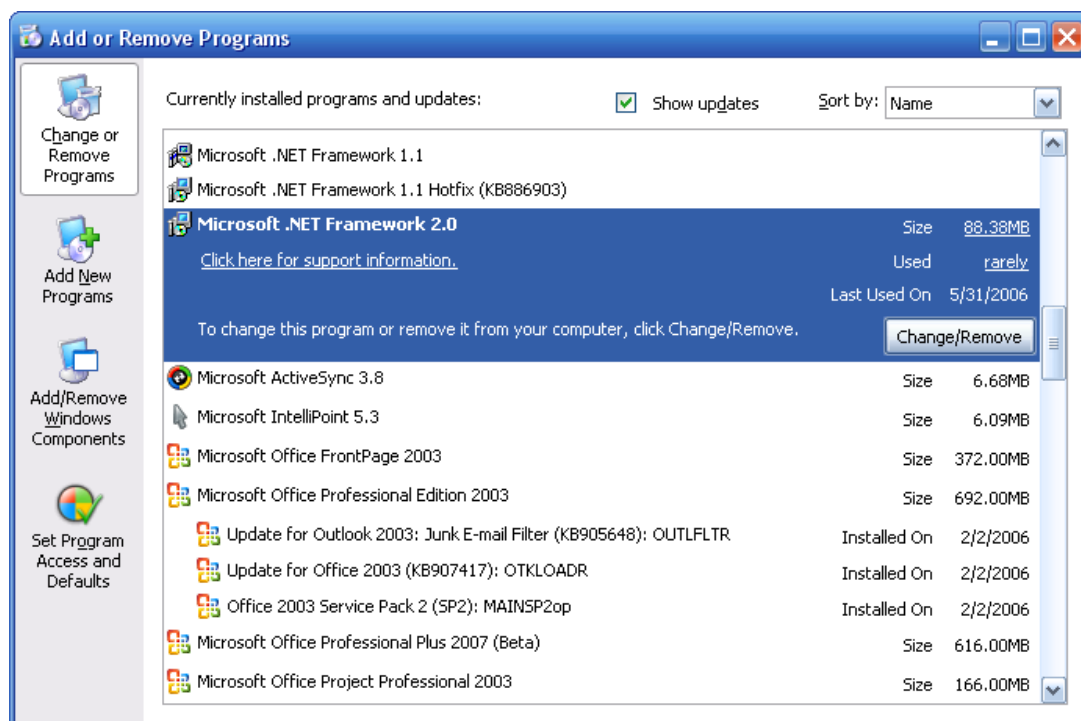 Add or Remove Programs
Change or
Remove
Programs
Add New
Programs
Add/Remove
Windows
Components
Set Program
Access and
Defaults
Currently installed programs and updates:
Show updates
Sort by: Name
Microsoft .NET Framework 1.1
Microsoft .NET Framework 1.1 Hotfix (KB886903)
Microsoft .NET Framework 2.0 Size 88.38MB
Click here for support information. Used rarely
Last Used On 5/31/2006
To change this program or remove it from your computer, click Change/Remove. Change/Remove
Microsoft ActiveSync 3.8 Size 6.68MB
Microsoft IntelliPoint 5.3 Size 6.09MB
Microsoft Office FrontPage 2003 Size 372.00MB
Microsoft Office Professional Edition 2003 Size 692.00MB
Update for Outlook 2003: Junk E-mail Filter (KB905648): OUTLFLTR Installed On 2/2/2006
Update for Office 2003 (KB907417): OTKLOADR Installed On 2/2/2006
Office 2003 Service Pack 2 (SP2): MAINSP2op Installed On 2/2/2006
Microsoft Office Professional Plus 2007 (Beta) Size 616.00MB
Microsoft Office Project Professional 2003 Size 166.00MB